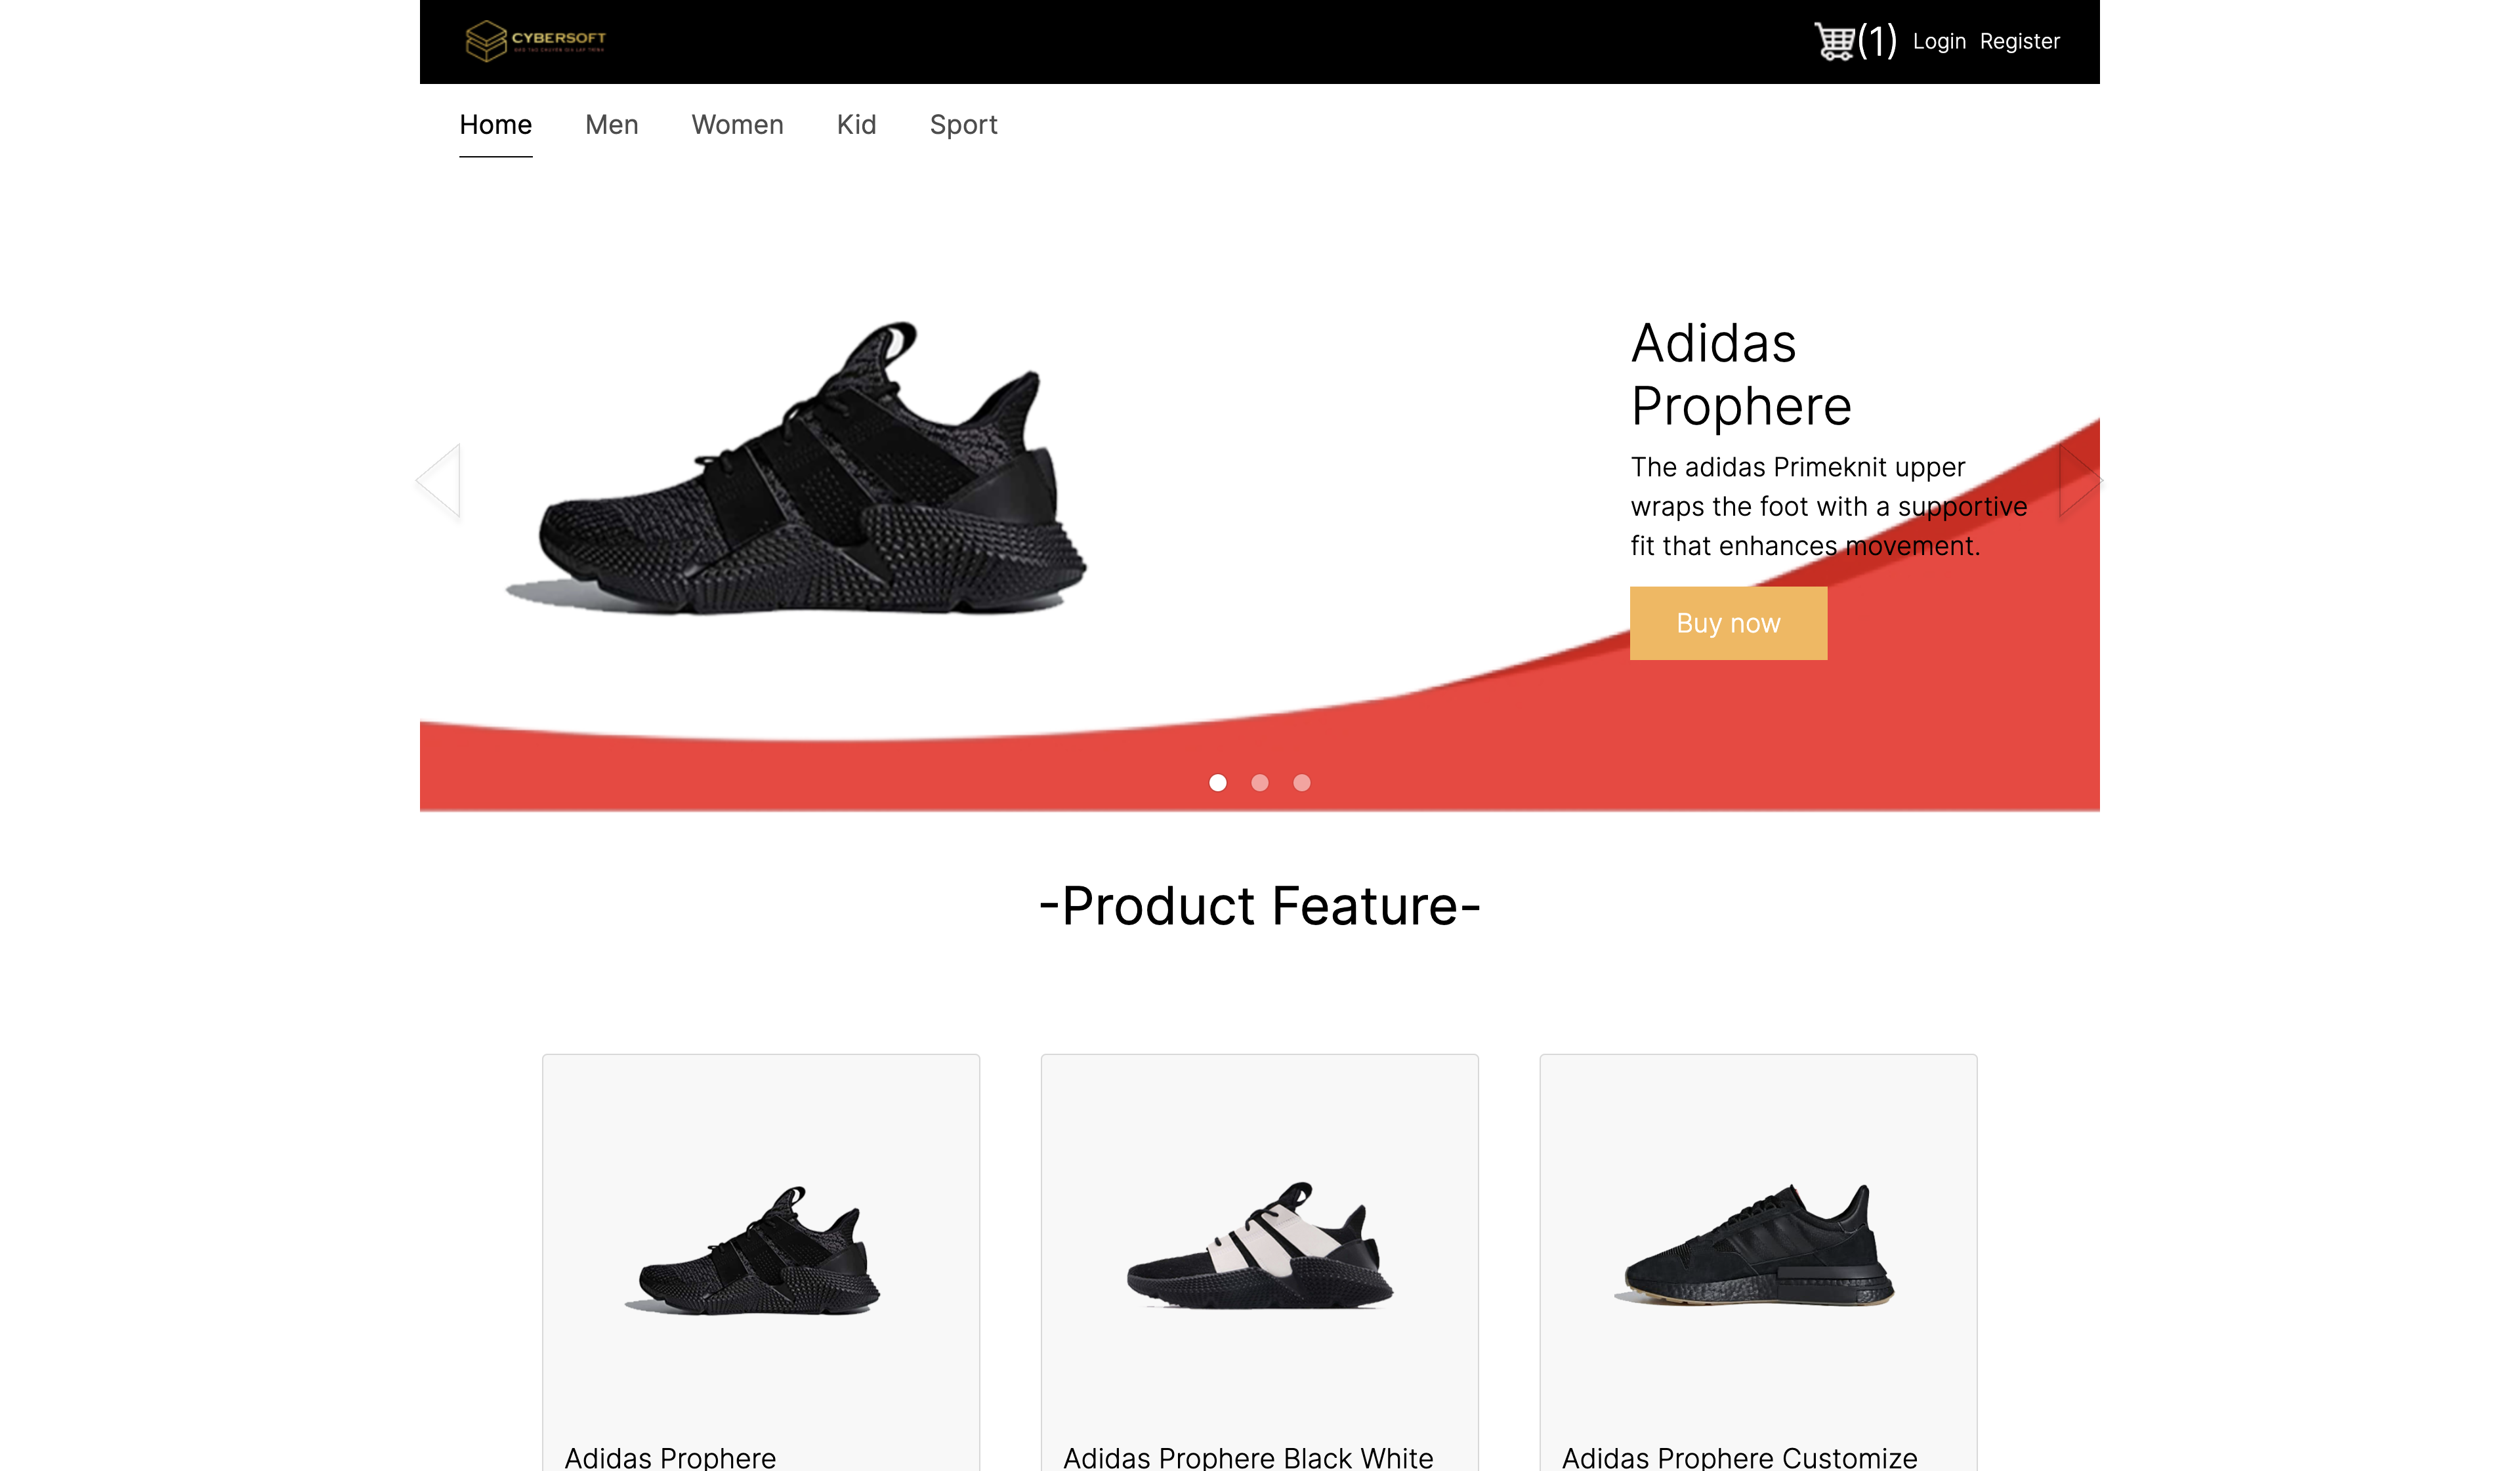 CYBERSOFT
(1) Login Register
Home Men Women Kid Sport
Adidas
Prophere
The adidas Primeknit upper
wraps the foot with a supportive
fit that enhances movement.
Buy now
-Product Feature-
Adidas Prophere
Adidas Prophere Black White
Adidas Prophere Customize